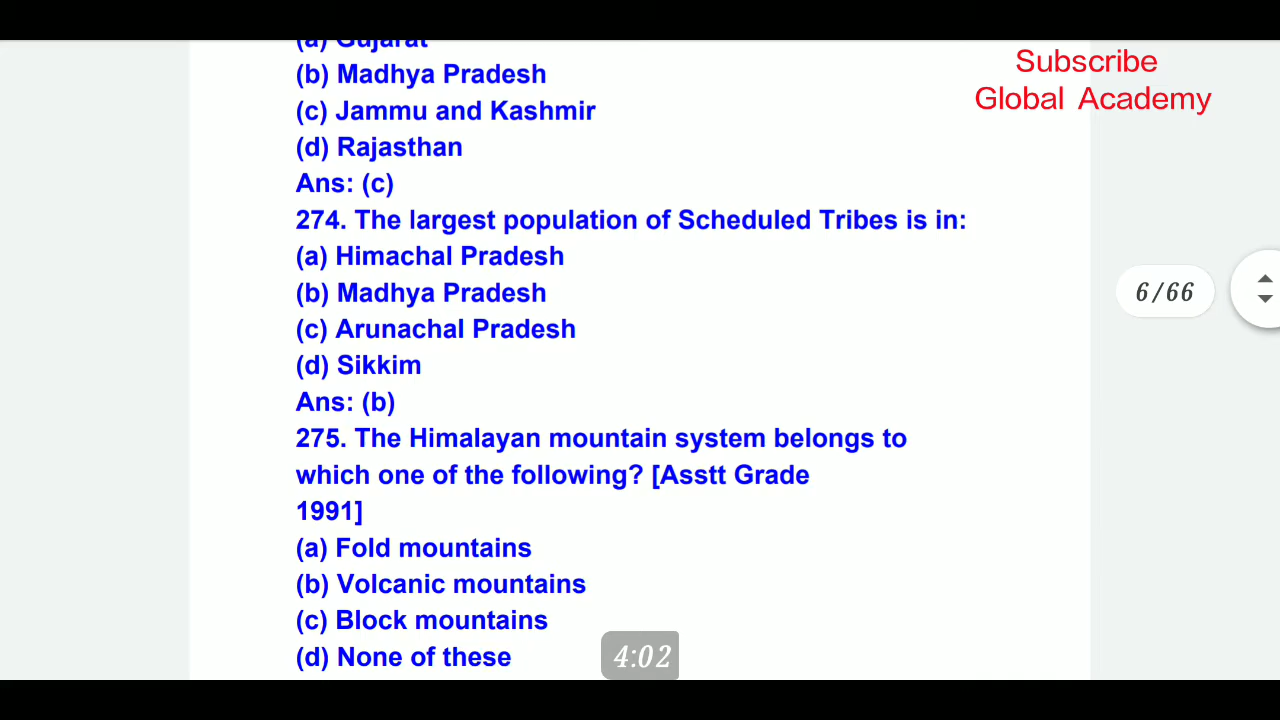 (a) Gujarat
(b) Madhya Pradesh
(c) Jammu and Kashmir
(d) Rajasthan
Ans: (c)
274. The largest population of Scheduled Tribes is in:
(a) Himachal Pradesh
(b) Madhya Pradesh
(c) Arunachal Pradesh
(d) Sikkim
Ans: (b)
275. The Himalayan mountain system belongs to
which one of the following? [Asstt Grade
1991]
(a) Fold mountains
(b) Volcanic mountains
(c) Block mountains
(d) None of these
Subscribe
Global Academy
6/66
4:02